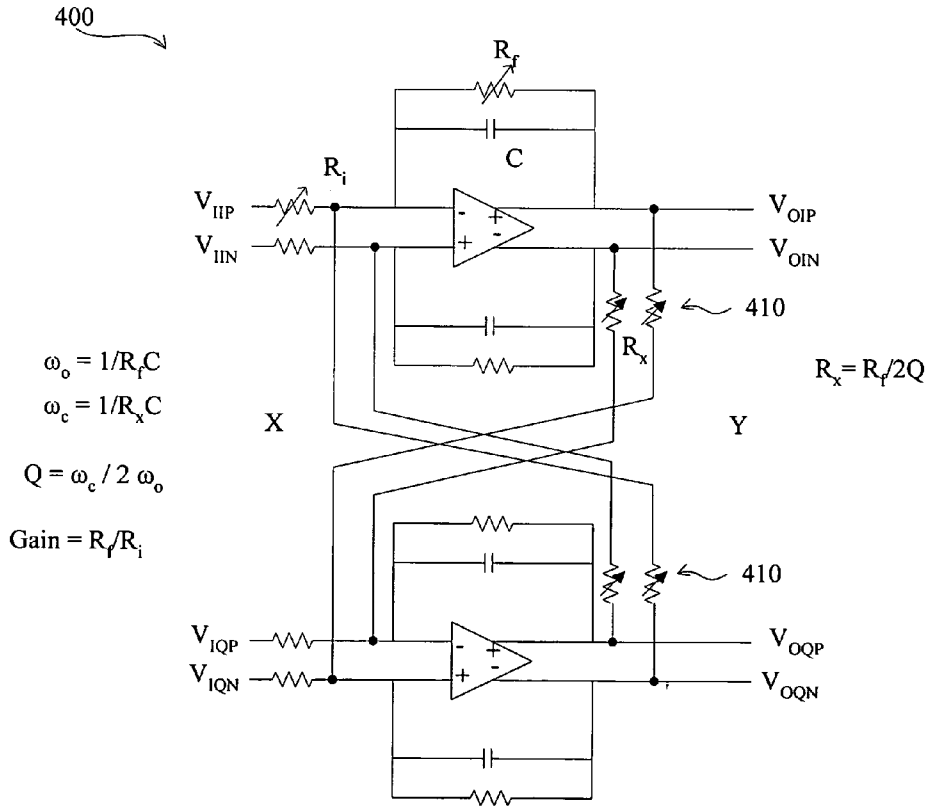 400
R_f
C
R_i
V_IIP
V_IIN
V_OIP
V_OIN
410
R_x
ω_o = 1/R_fC
ω_c = 1/R_xC
Q = ω_c / 2 ω_o
Gain = R_f/R_i
X
Y
R_x = R_f/2Q
410
V_IQP
V_IQN
V_OQP
V_OQN
- + - +
- + - +